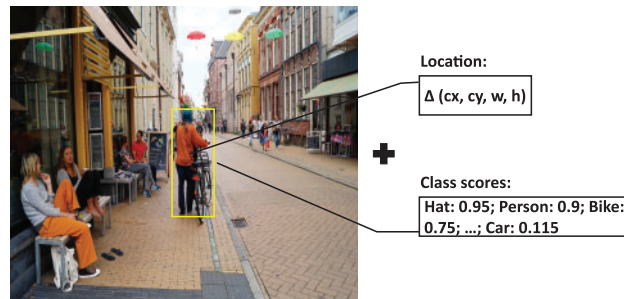 Location:
Δ (cx, cy, w, h)
Class scores:
Hat: 0.95; Person: 0.9; Bike:
0.75; ...; Car: 0.115